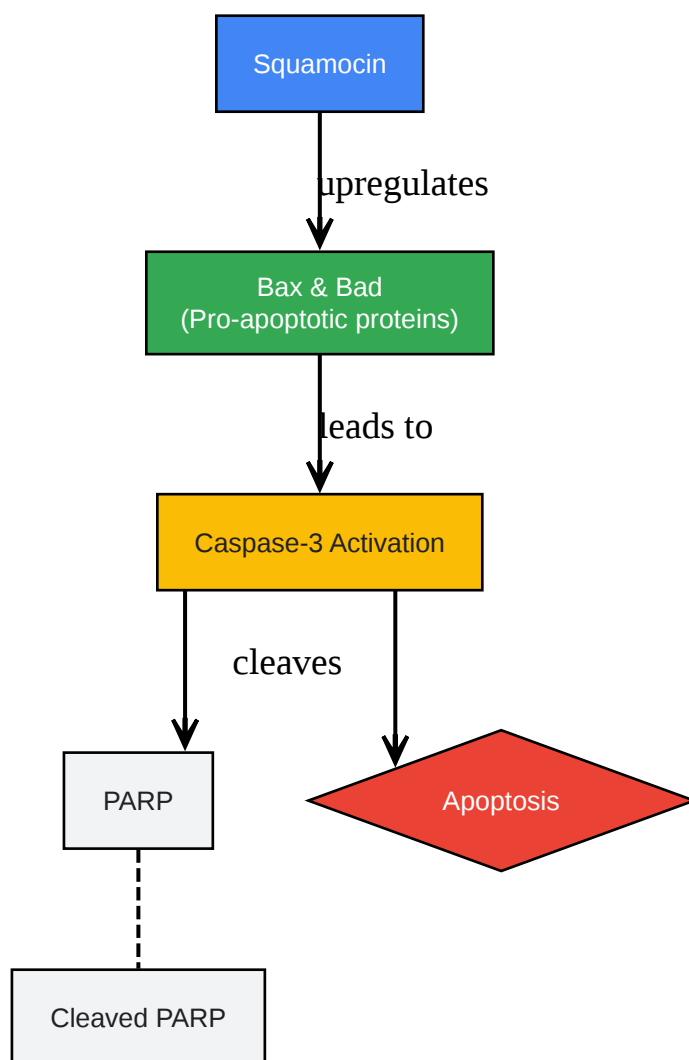 Squamocin
upregulates
Bax & Bad
(Pro-apoptotic proteins)
leads to
Caspase-3 Activation
cleaves
PARP
Apoptosis
Cleaved PARP